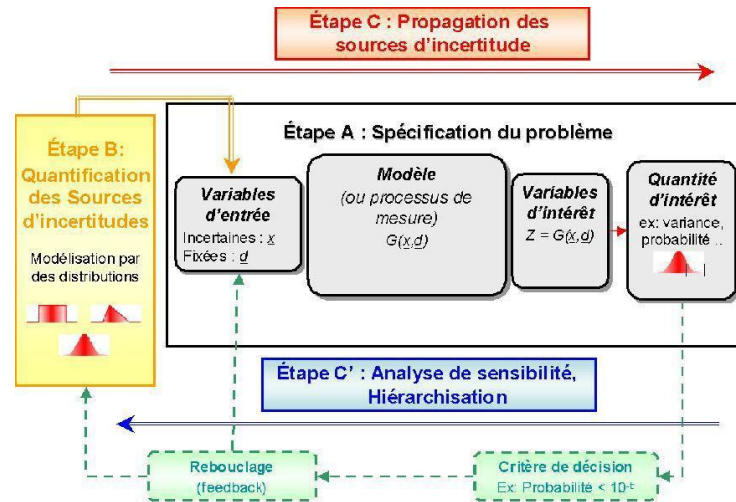 Étape C : Propagation des
sources d'incertitude
Étape B:
Quantification
des Sources
d'incertitudes
Modélisation par
des distributions
Étape A : Spécification du problème
Variables
d'entrée
Incertaines : x
Fixées : d
Modèle
(ou processus de
mesure)
G(x,d)
Variables
d'intérêt
Z = G(x,d)
Quantité
d'intérêt
ex: variance,
probabilité ..
Étape C' : Analyse de sensibilité,
Hiérarchisation
Rebouclage
(feedback)
Critère de décision
Ex: Probabilité <